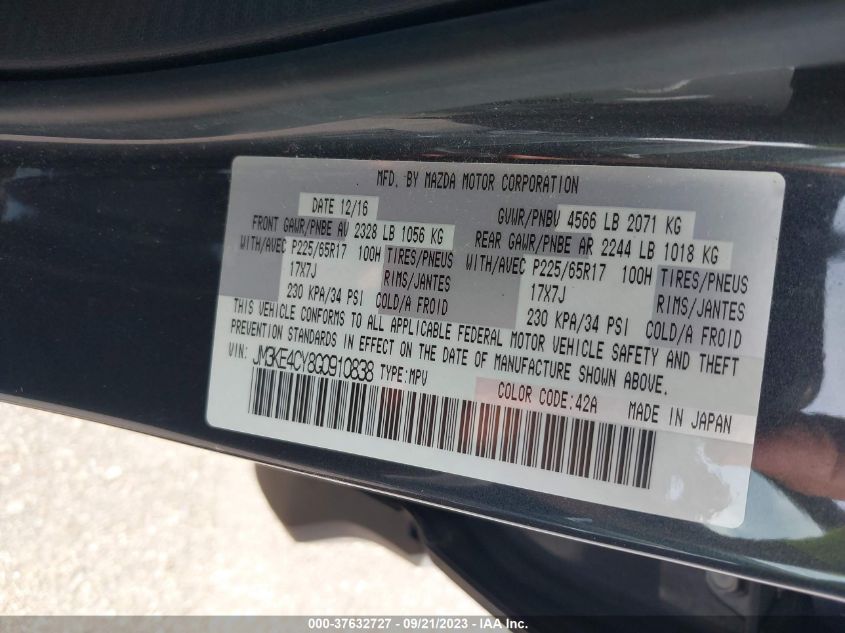 MFD. BY MAZDA MOTOR CORPORATION
DATE 12/16
GVWR/PNBV 4566 LB 2071 KG
FRONT GAWR/PNBE AV 2328 LB 1056 KG
REAR GAWR/PNBE AR 2244 LB 1018 KG
WITH/AVEC P225/65R17 100H TIRES/PNEUS
WITH/AVEC P225/65R17 100H TIRES/PNEUS
17X7J RIMS/JANTES
17X7J RIMS/JANTES
230 KPA/34 PSI COLD/A FROID
230 KPA/34 PSI COLD/A FROID
THIS VEHICLE CONFORMS TO ALL APPLICABLE FEDERAL MOTOR VEHICLE SAFETY AND THEFT
PREVENTION STANDARDS IN EFFECT ON THE DATE OF MANUFACTURE SHOWN ABOVE.
VIN: JM3KE4CY8G0910838 TYPE:MPV
COLOR CODE:42A MADE IN JAPAN
000-37632727 - 09/21/2023 - IAA Inc.